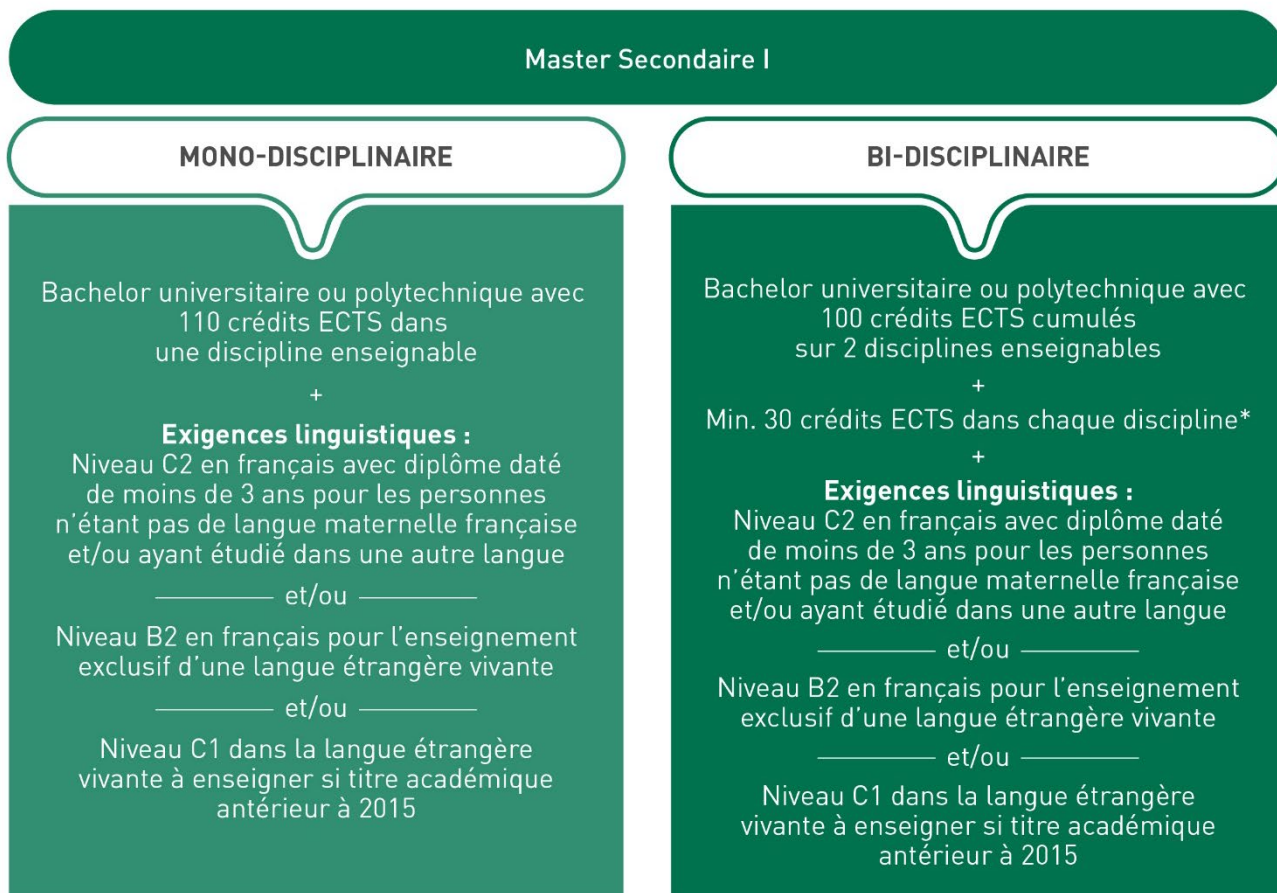 Master Secondaire I
MONO-DISCIPLINAIRE
Bachelor universitaire ou polytechnique avec
110 crédits ECTS dans
une discipline enseignable
+
Exigences linguistiques :
Niveau C2 en français avec diplôme daté
de moins de 3 ans pour les personnes
n'étant pas de langue maternelle française
et/ou ayant étudié dans une autre langue
et/ou
Niveau B2 en français pour l'enseignement
exclusif d'une langue étrangère vivante
et/ou
Niveau C1 dans la langue étrangère
vivante à enseigner si titre académique
antérieur à 2015
BI-DISCIPLINAIRE
Bachelor universitaire ou polytechnique avec
100 crédits ECTS cumulés
sur 2 disciplines enseignables
+
Min. 30 crédits ECTS dans chaque discipline*
+
Exigences linguistiques :
Niveau C2 en français avec diplôme daté
de moins de 3 ans pour les personnes
n'étant pas de langue maternelle française
et/ou ayant étudié dans une autre langue
et/ou
Niveau B2 en français pour l'enseignement
exclusif d'une langue étrangère vivante
et/ou
Niveau C1 dans la langue étrangère
vivante à enseigner si titre académique
antérieur à 2015